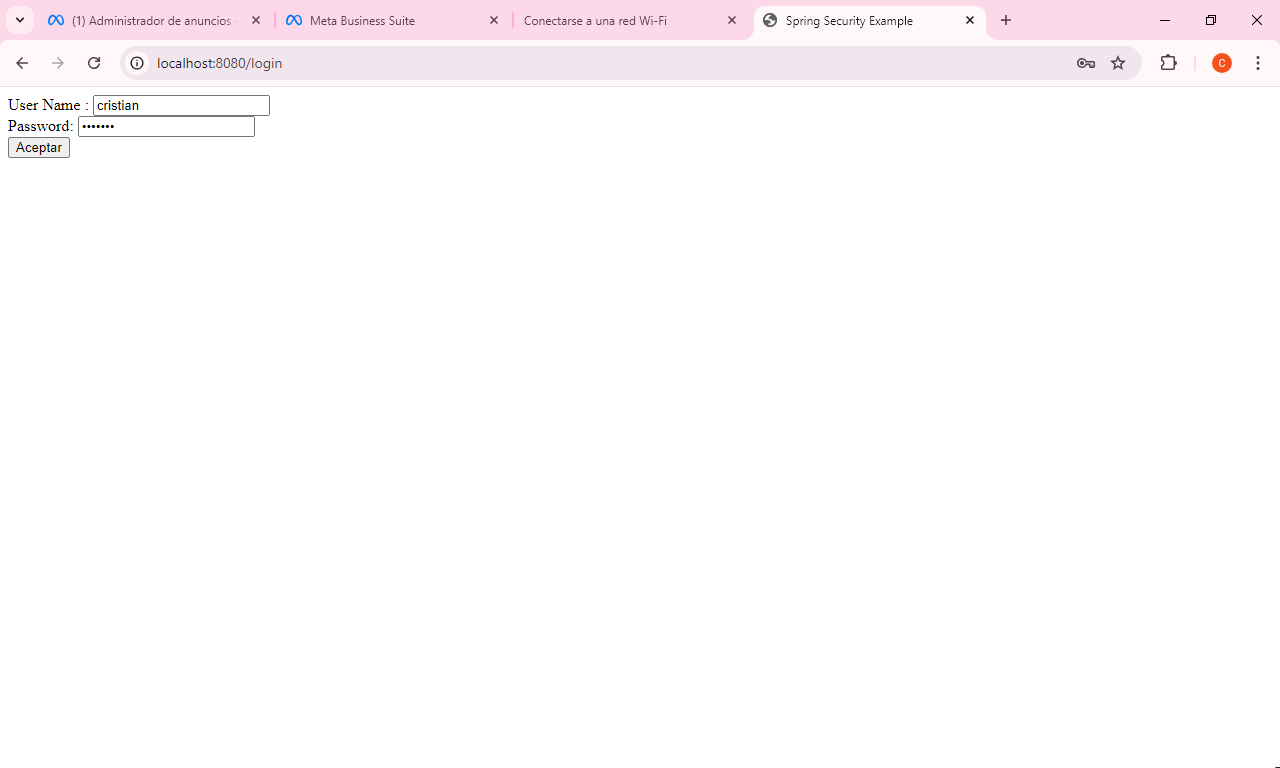 (1) Administrador de anuncios
Meta Business Suite
Conectarse a una red Wi-Fi
Spring Security Example
localhost:8080/login
C
User Name : cristian
Password: •••••••
Aceptar